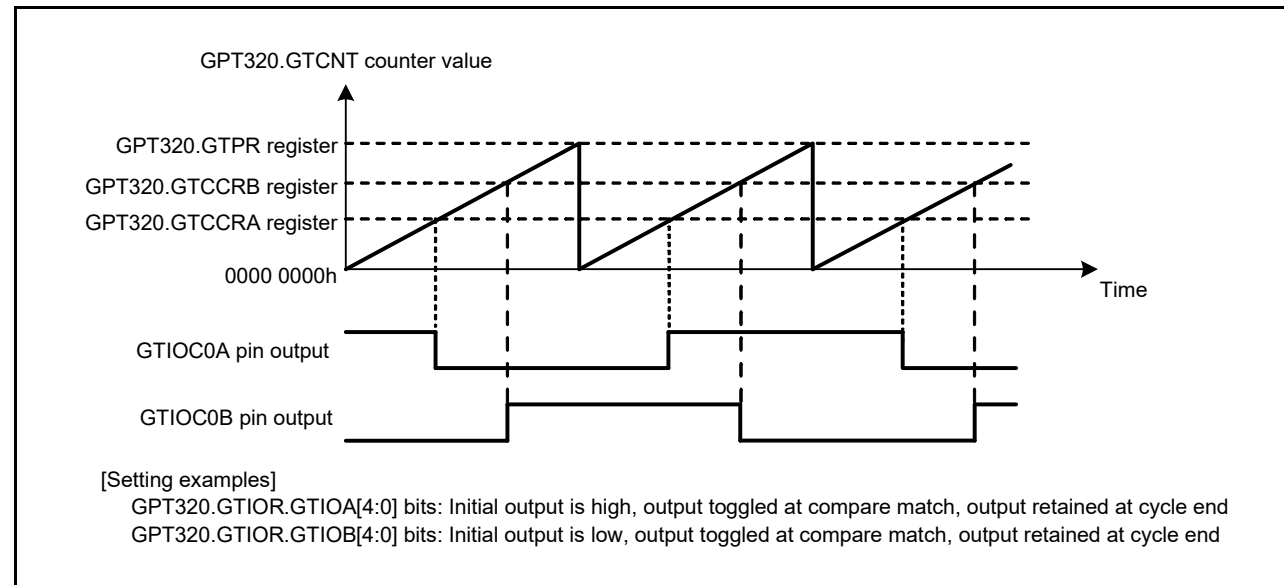 GPT320.GTCNT counter value
GPT320.GTPR register
GPT320.GTCCRB register
GPT320.GTCCRA register
0000 0000h
Time
GTIOC0A pin output
GTIOC0B pin output
[Setting examples]
GPT320.GTIOR.GTIOA[4:0] bits: Initial output is high, output toggled at compare match, output retained at cycle end
GPT320.GTIOR.GTIOB[4:0] bits: Initial output is low, output toggled at compare match, output retained at cycle end